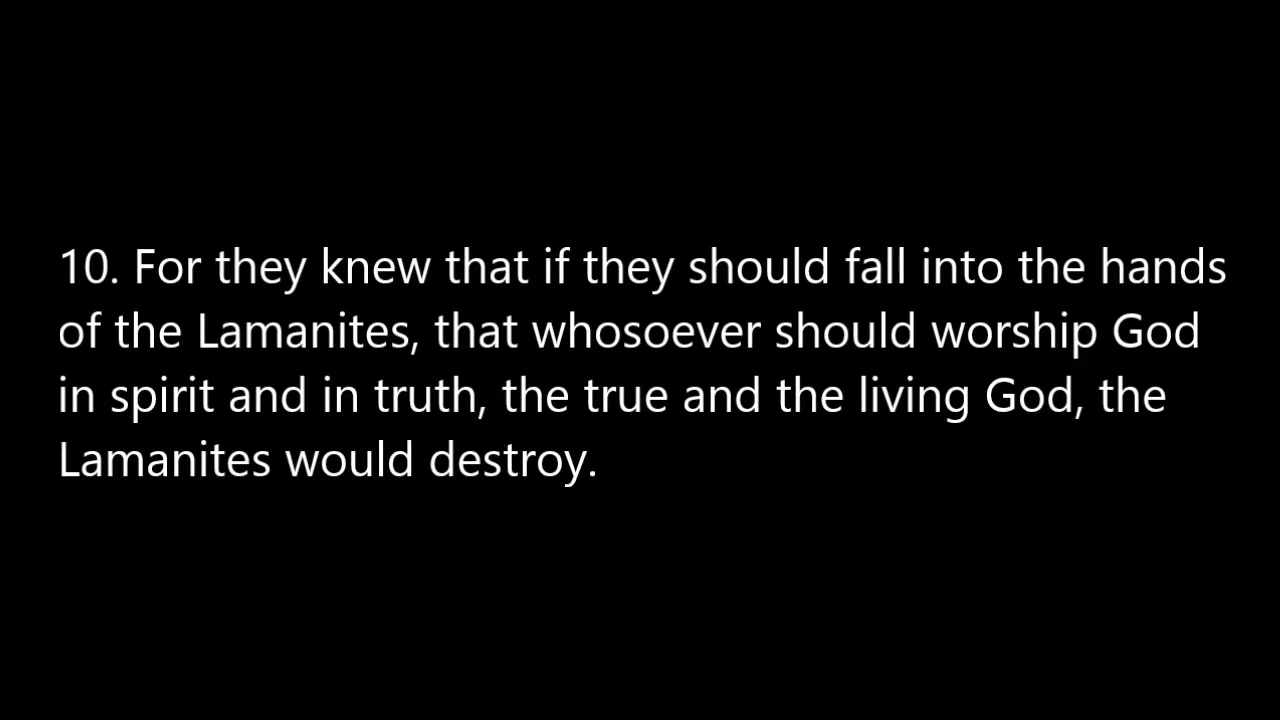 10. For they knew that if they should fall into the hands
of the Lamanites, that whosoever should worship God
in spirit and in truth, the true and the living God, the
Lamanites would destroy.